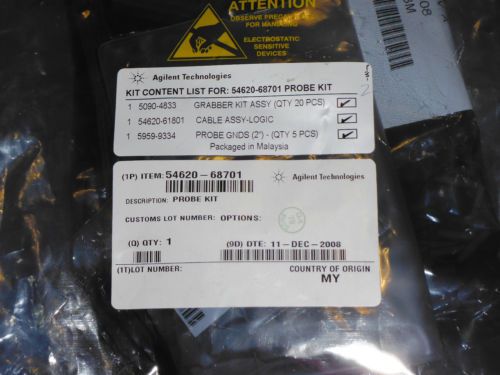 ATTENTION
OBSERVE PRECAUTIONS
FOR HANDLING
ELECTROSTATIC
SENSITIVE
DEVICES
08
Agilent Technologies
KIT CONTENT LIST FOR: 54620-68701 PROBE KIT
1 5090-4833 GRABBER KIT ASSY (QTY 20 PCS)
1 54620-61801 CABLE ASSY-LOGIC
1 5959-9334 PROBE GNDS (2") - (QTY 5 PCS)
Packaged in Malaysia
2
(1P) ITEM: 54620-68701
Agilent Technologies
DESCRIPTION: PROBE KIT
CUSTOMS LOT NUMBER: OPTIONS:
(Q) QTY: 1
(9D) DTE: 11-DEC-2008
(1T)LOT NUMBER:
COUNTRY OF ORIGIN
MY